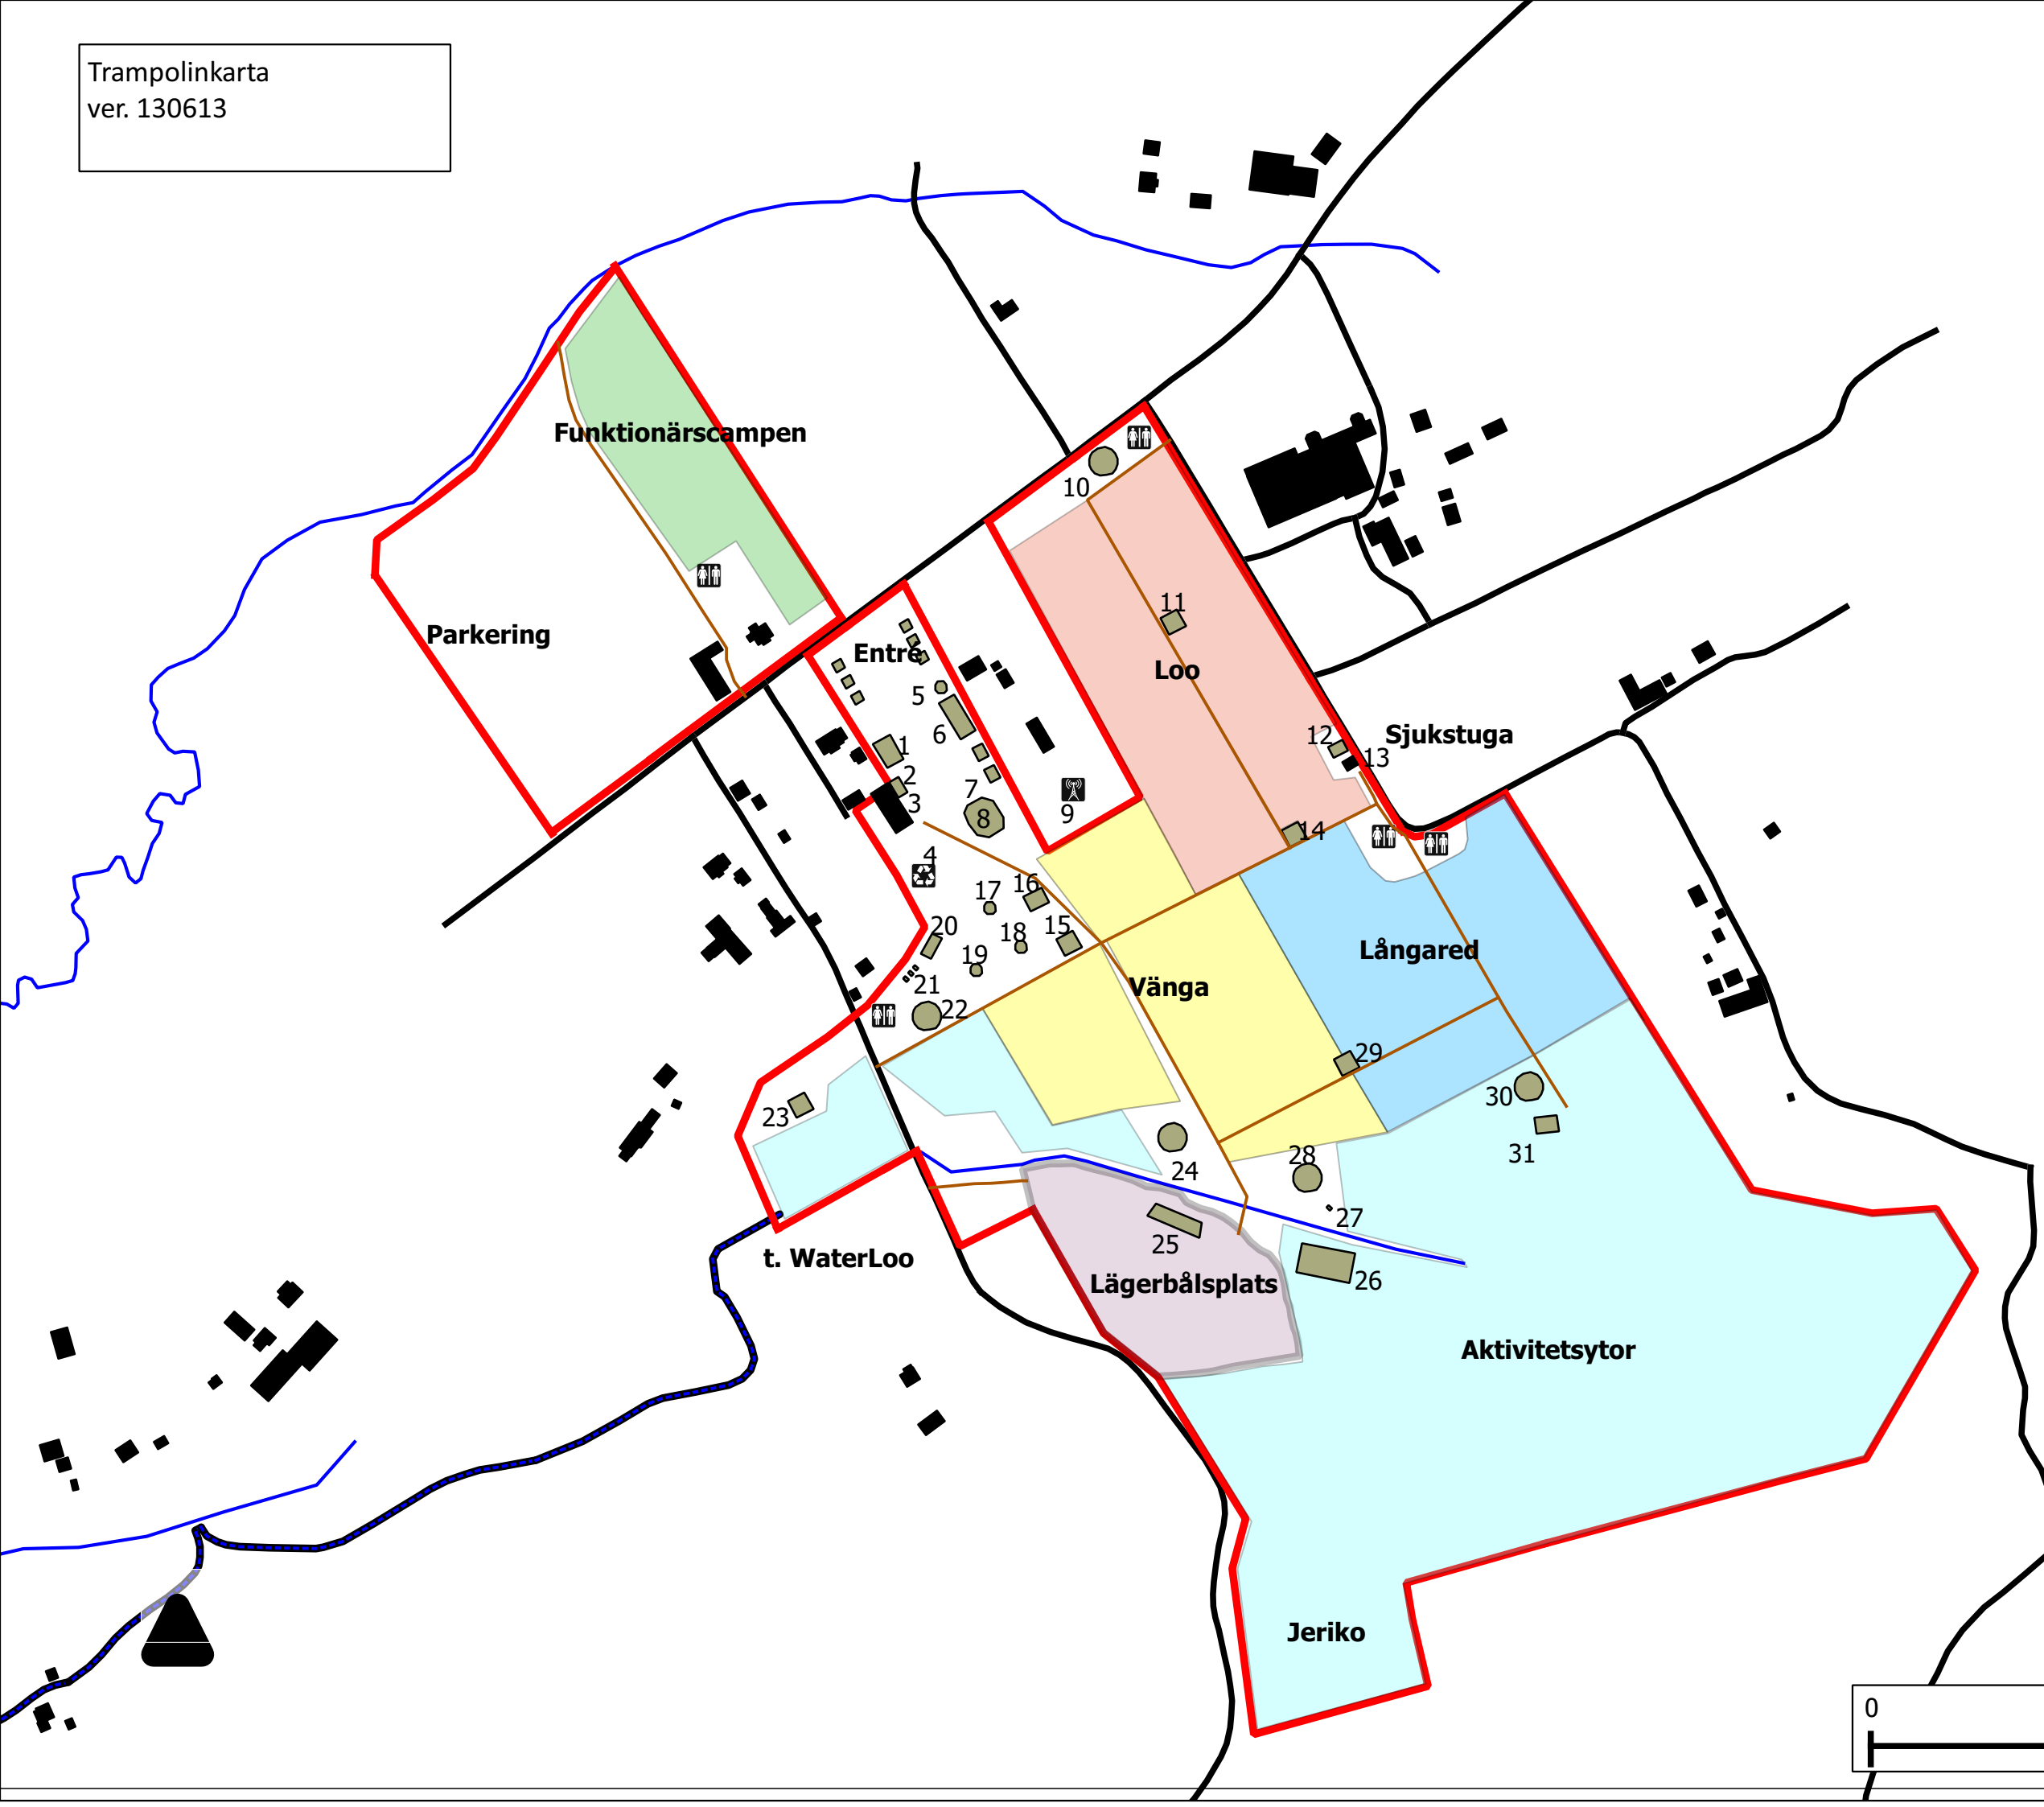 Trampolinkarta
ver. 130613
Funktionärscampen
10
Parkering
11
Entre
Loo
5
6
1
12
Sjukstuga
13
2
7
3
9
8
14
4
16
17
20
15
18
19
Långared
21
Vänga
22
29
30
23
31
28
24
27
25
t. WaterLoo
26
Lägerbålsplats
Aktivitetsytor
Jeriko
0